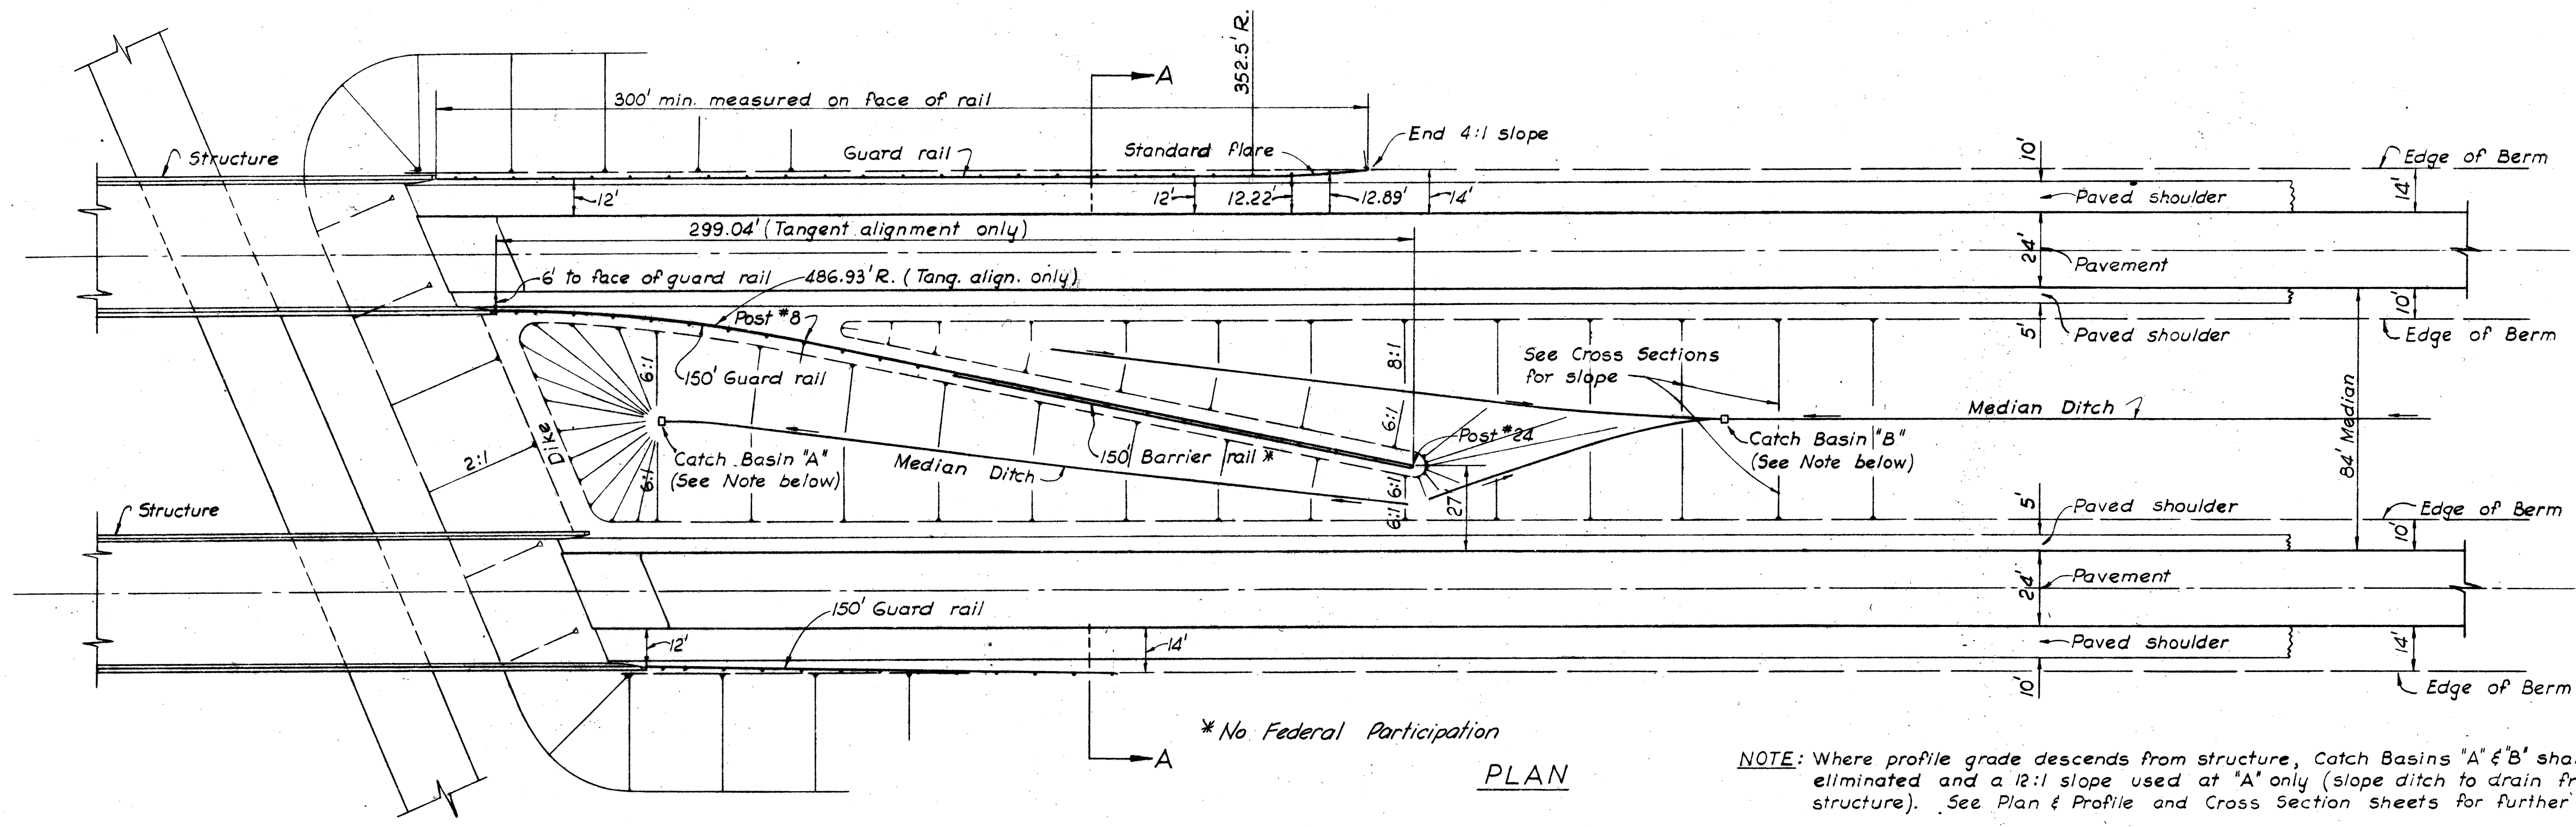 352.5' R.
A
300' min. measured on face of rail
End 4:1 slope
Structure
Guard rail
Standard flare
10'
Edge of Berm
12'
12'
12.22'
12.89'
14'
Paved shoulder
14'
299.04' (Tangent alignment only)
24'
Pavement
6' to face of guard rail
486.93' R. (Tang. align. only)
Post #8
10'
5'
Paved shoulder
Edge of Berm
6:1
150' Guard rail
8:1
See Cross Sections
for slope
84' Median
Median Ditch
6:1
Post #24
Dike
2:1
Catch Basin "A"
(See Note below)
6:1
Median Ditch
150' Barrier rail *
Catch Basin "B"
(See Note below)
6:1
6:1
27'
Structure
5'
Paved shoulder
Edge of Berm
10'
24'
Pavement
150' Guard rail
12'
14'
Paved shoulder
14'
10'
Edge of Berm
* No Federal Participation
A
PLAN
NOTE: Where profile grade descends from structure, Catch Basins "A" & "B" sha
eliminated and a 12:1 slope used at "A" only (slope ditch to drain fr
structure). See Plan & Profile and Cross Section sheets for further